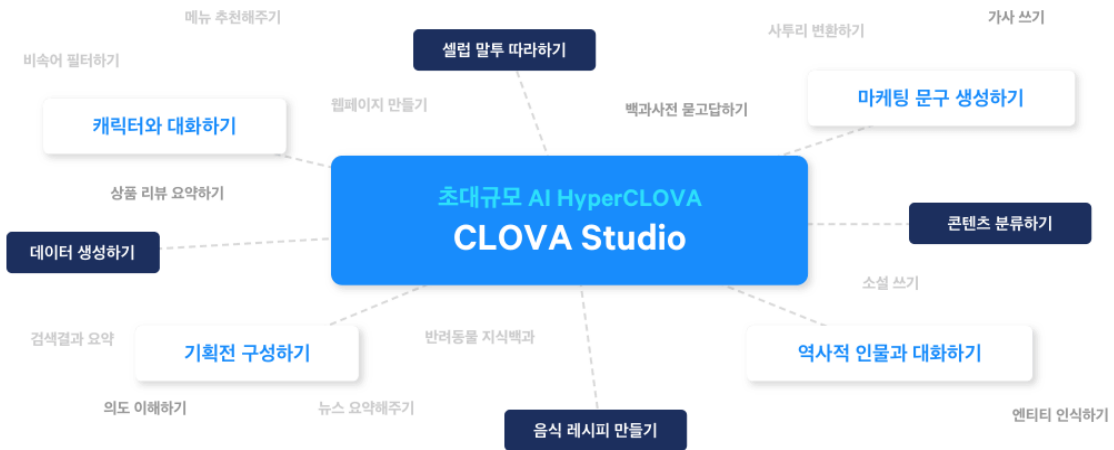 메뉴 추천해주기
가사 쓰기
사투리 변환하기
셀럽 말투 따라하기
비속어 필터하기
마케팅 문구 생성하기
웹페이지 만들기
백과사전 묻고답하기
캐릭터와 대화하기
상품 리뷰 요약하기
초대규모 AI HyperCLOVA
CLOVA Studio
콘텐츠 분류하기
데이터 생성하기
소설 쓰기
검색결과 요약
기획전 구성하기
반려동물 지식백과
역사적 인물과 대화하기
의도 이해하기
뉴스 요약해주기
엔티티 인식하기
음식 레시피 만들기